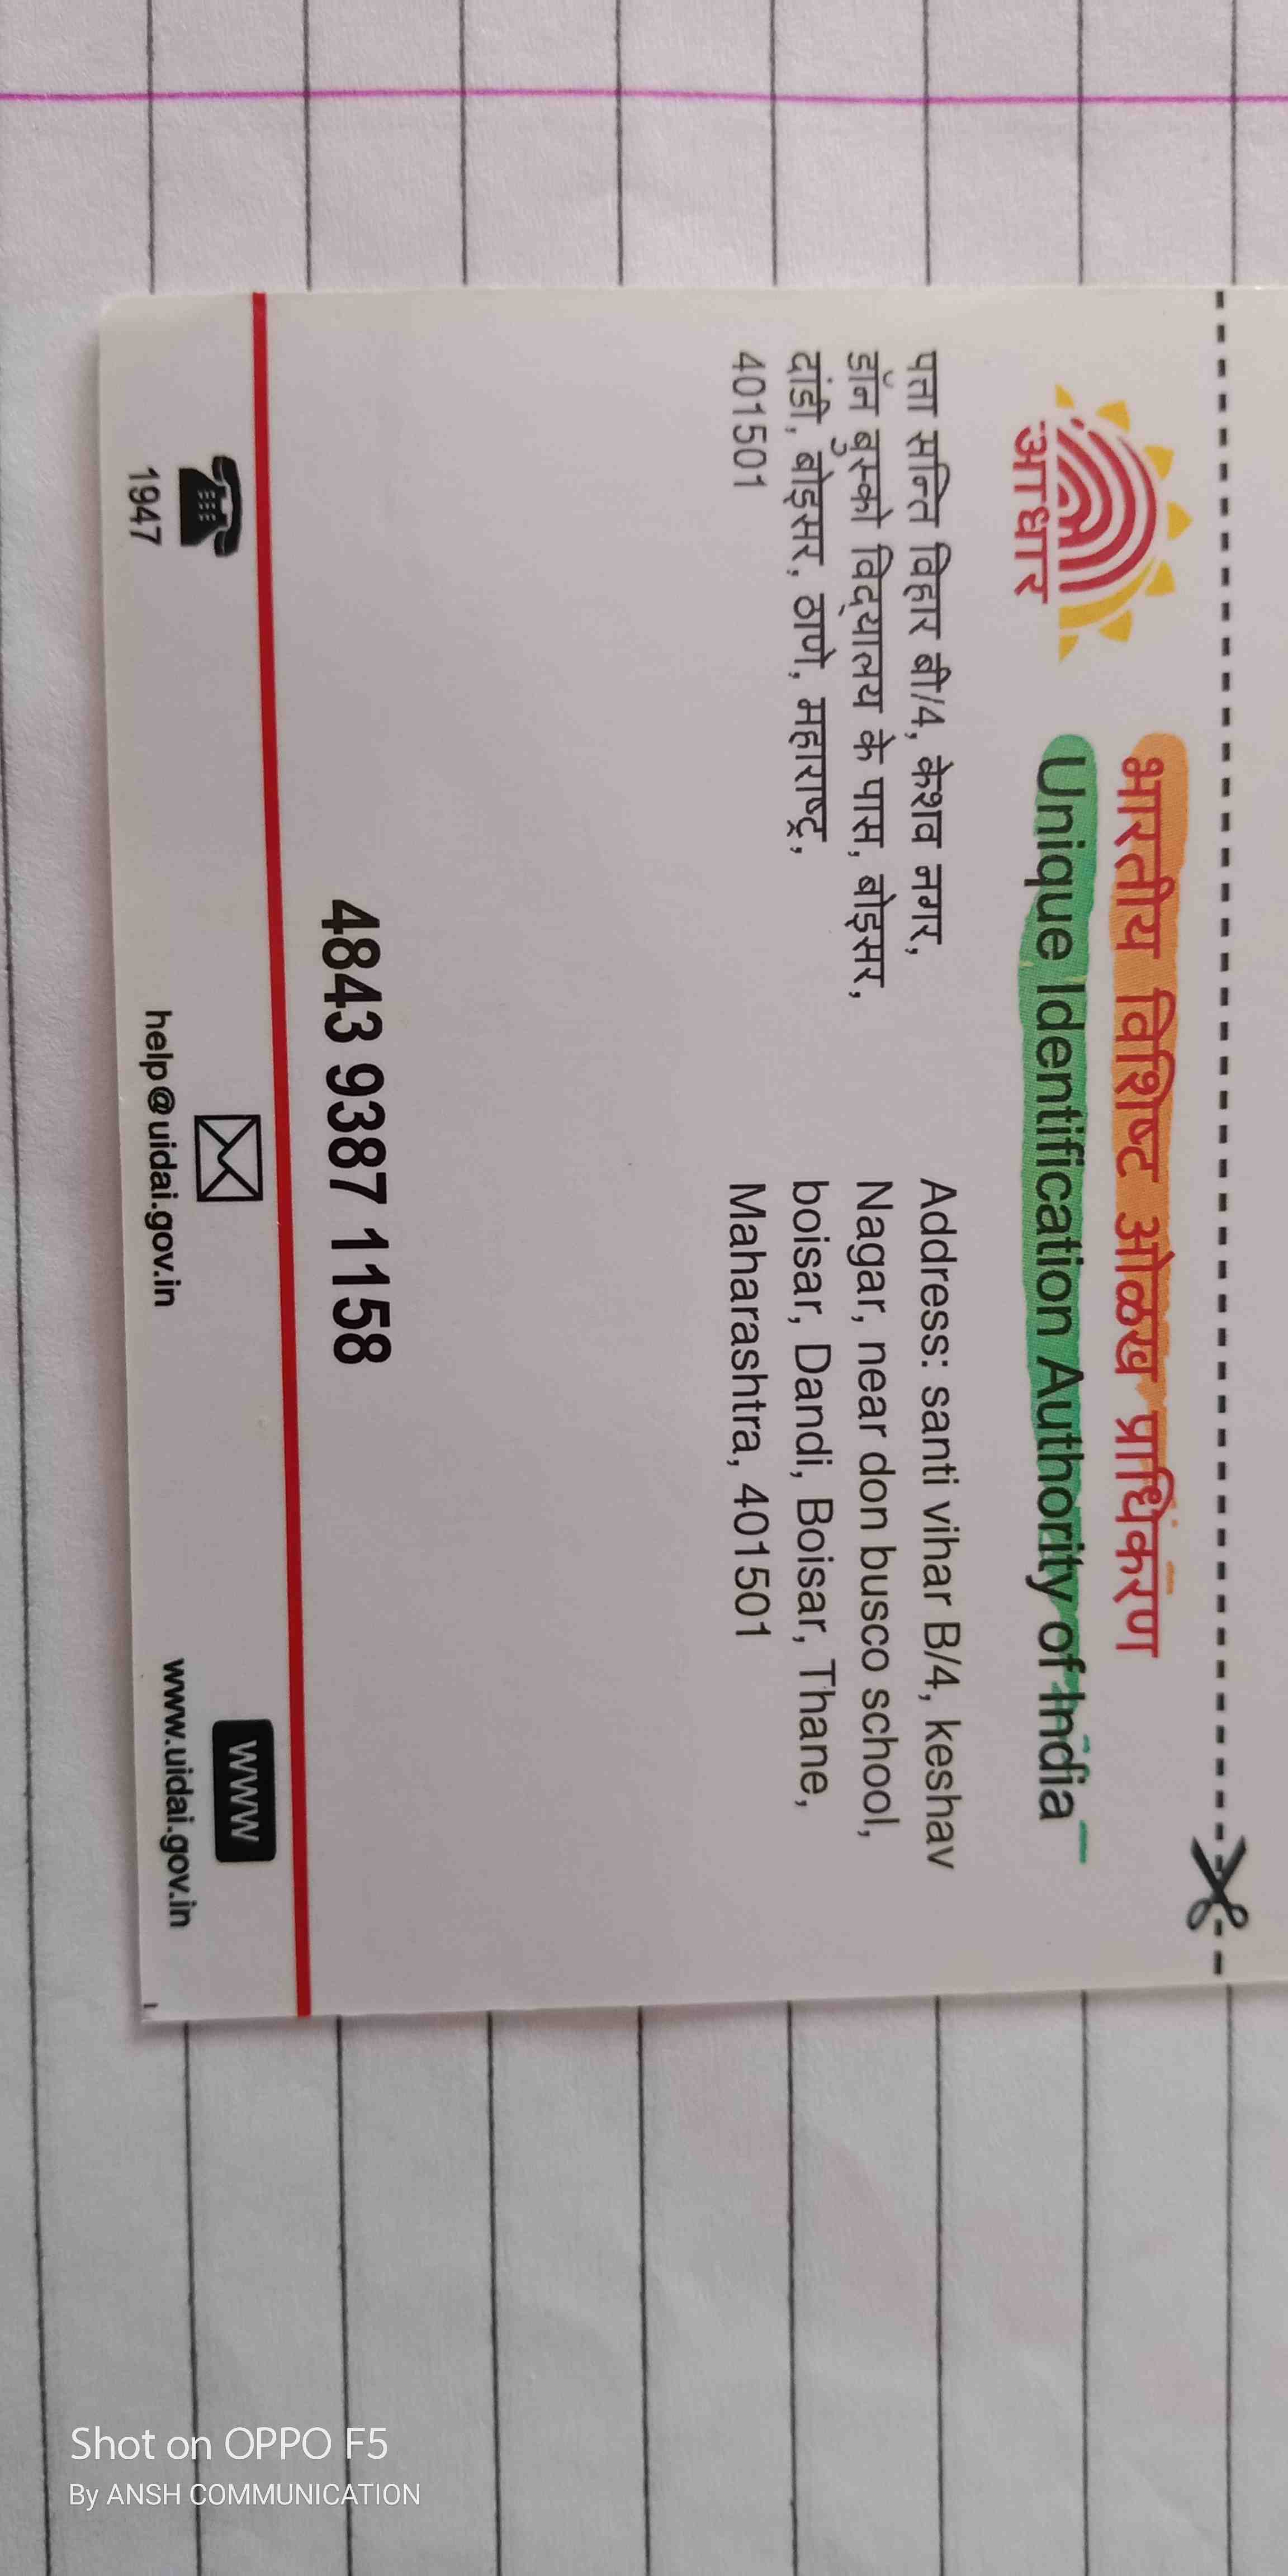 आधार
भारतीय विशिष्ट ओळख प्राधिकरण
Unique Identification Authority of India
पत्ता सन्ति विहार बी/4, केशव नगर,
डॉन बुस्को विद्यालय के पास, बोइसर,
दांडी, बोइसर, ठाणे, महाराष्ट्र,
401501
Address: santi vihar B/4, keshav
Nagar, near don busco school,
boisar, Dandi, Boisar, Thane,
Maharashtra, 401501
4843 9387 1158
1947
help@uidai.gov.in
WWW
www.uidai.gov.in
Shot on OPPO F5
By ANSH COMMUNICATION